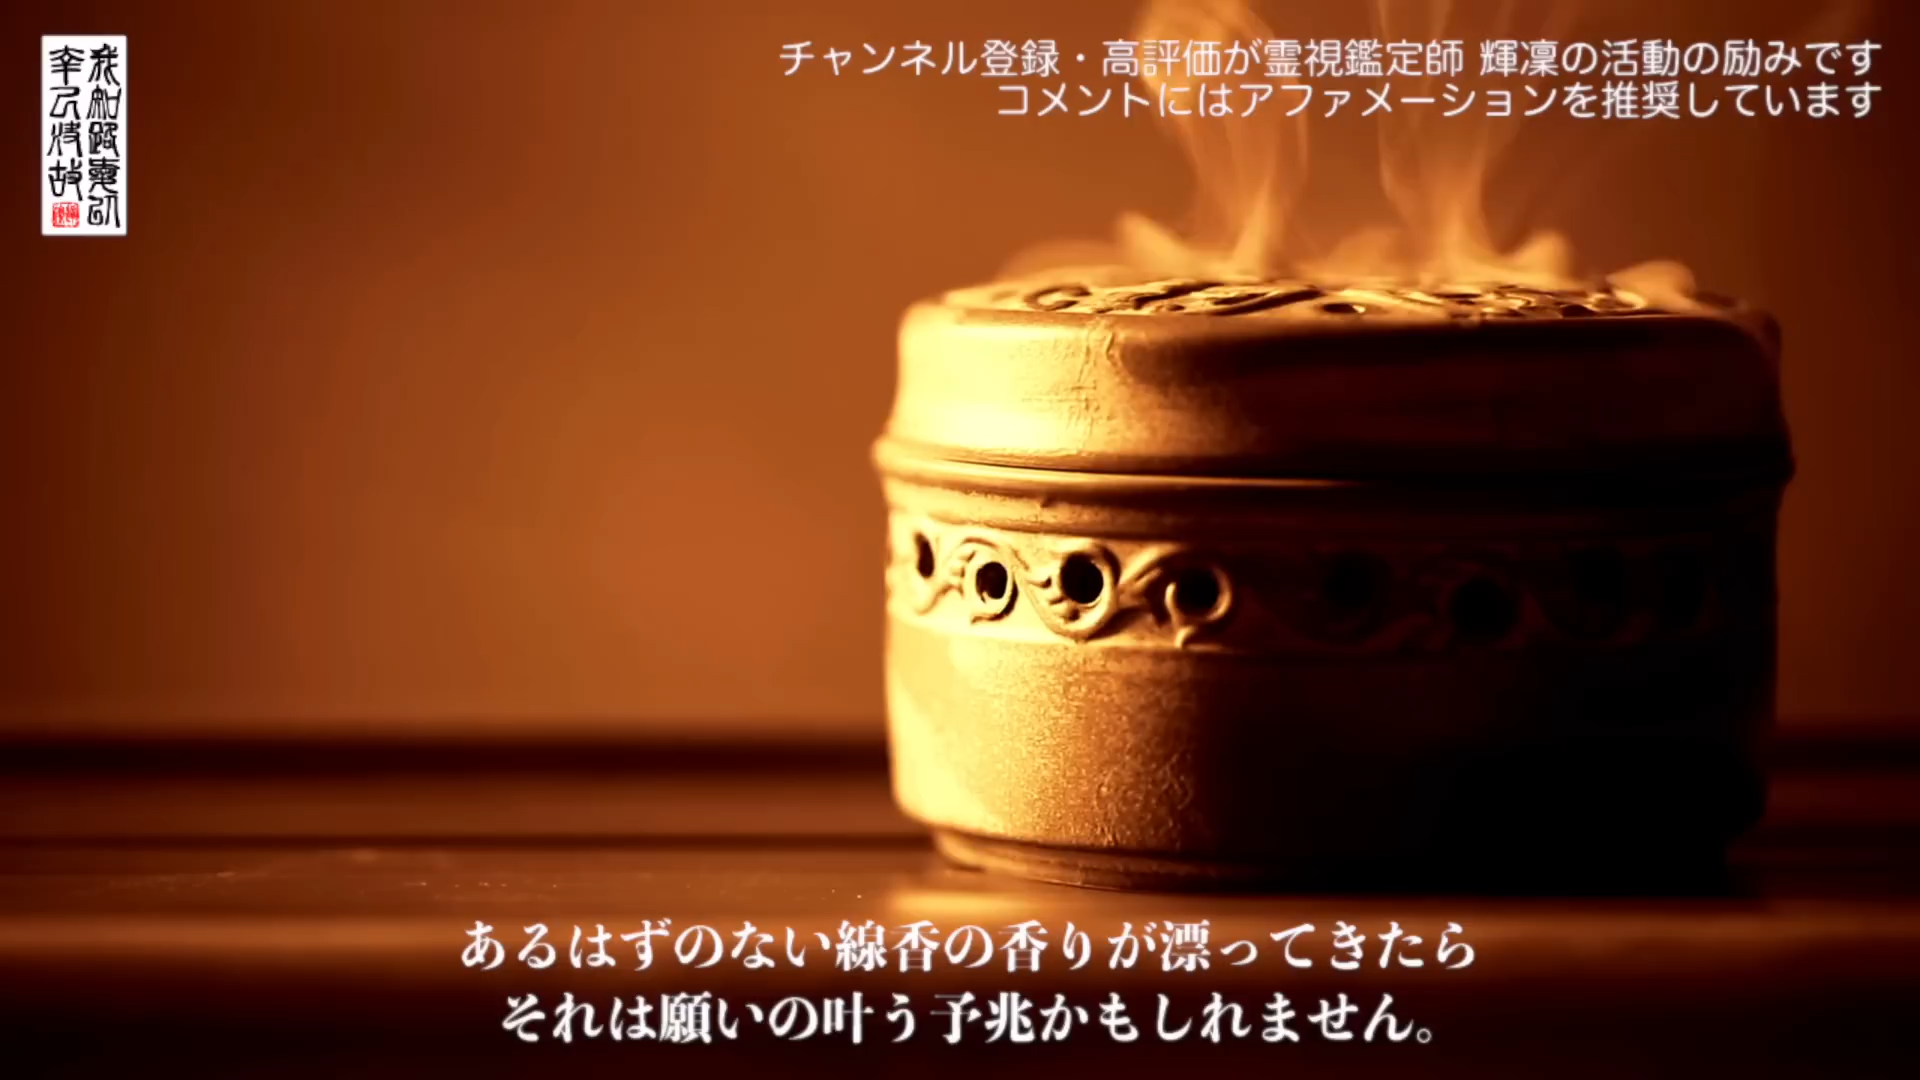 チャンネル登録・高評価が霊視鑑定師 輝凜の活動の励みです
コメントにはアファメーションを推奨しています
あるはずのない線香の香りが漂ってきたら
それは願いの叶う予兆かもしれません。